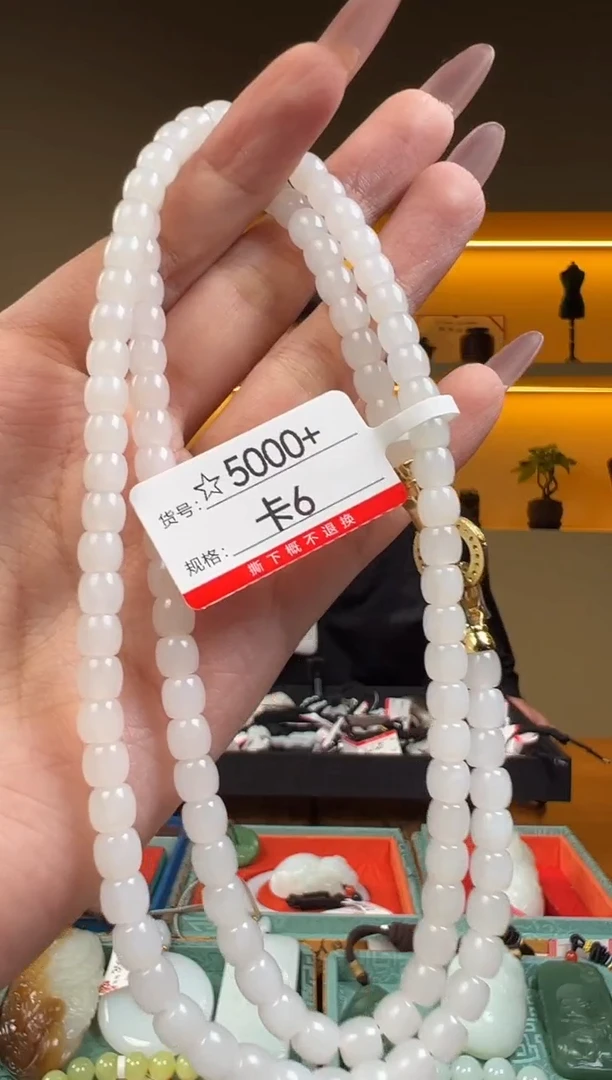 货号: ☆5000+
规格: 卡6
撕下概不退换